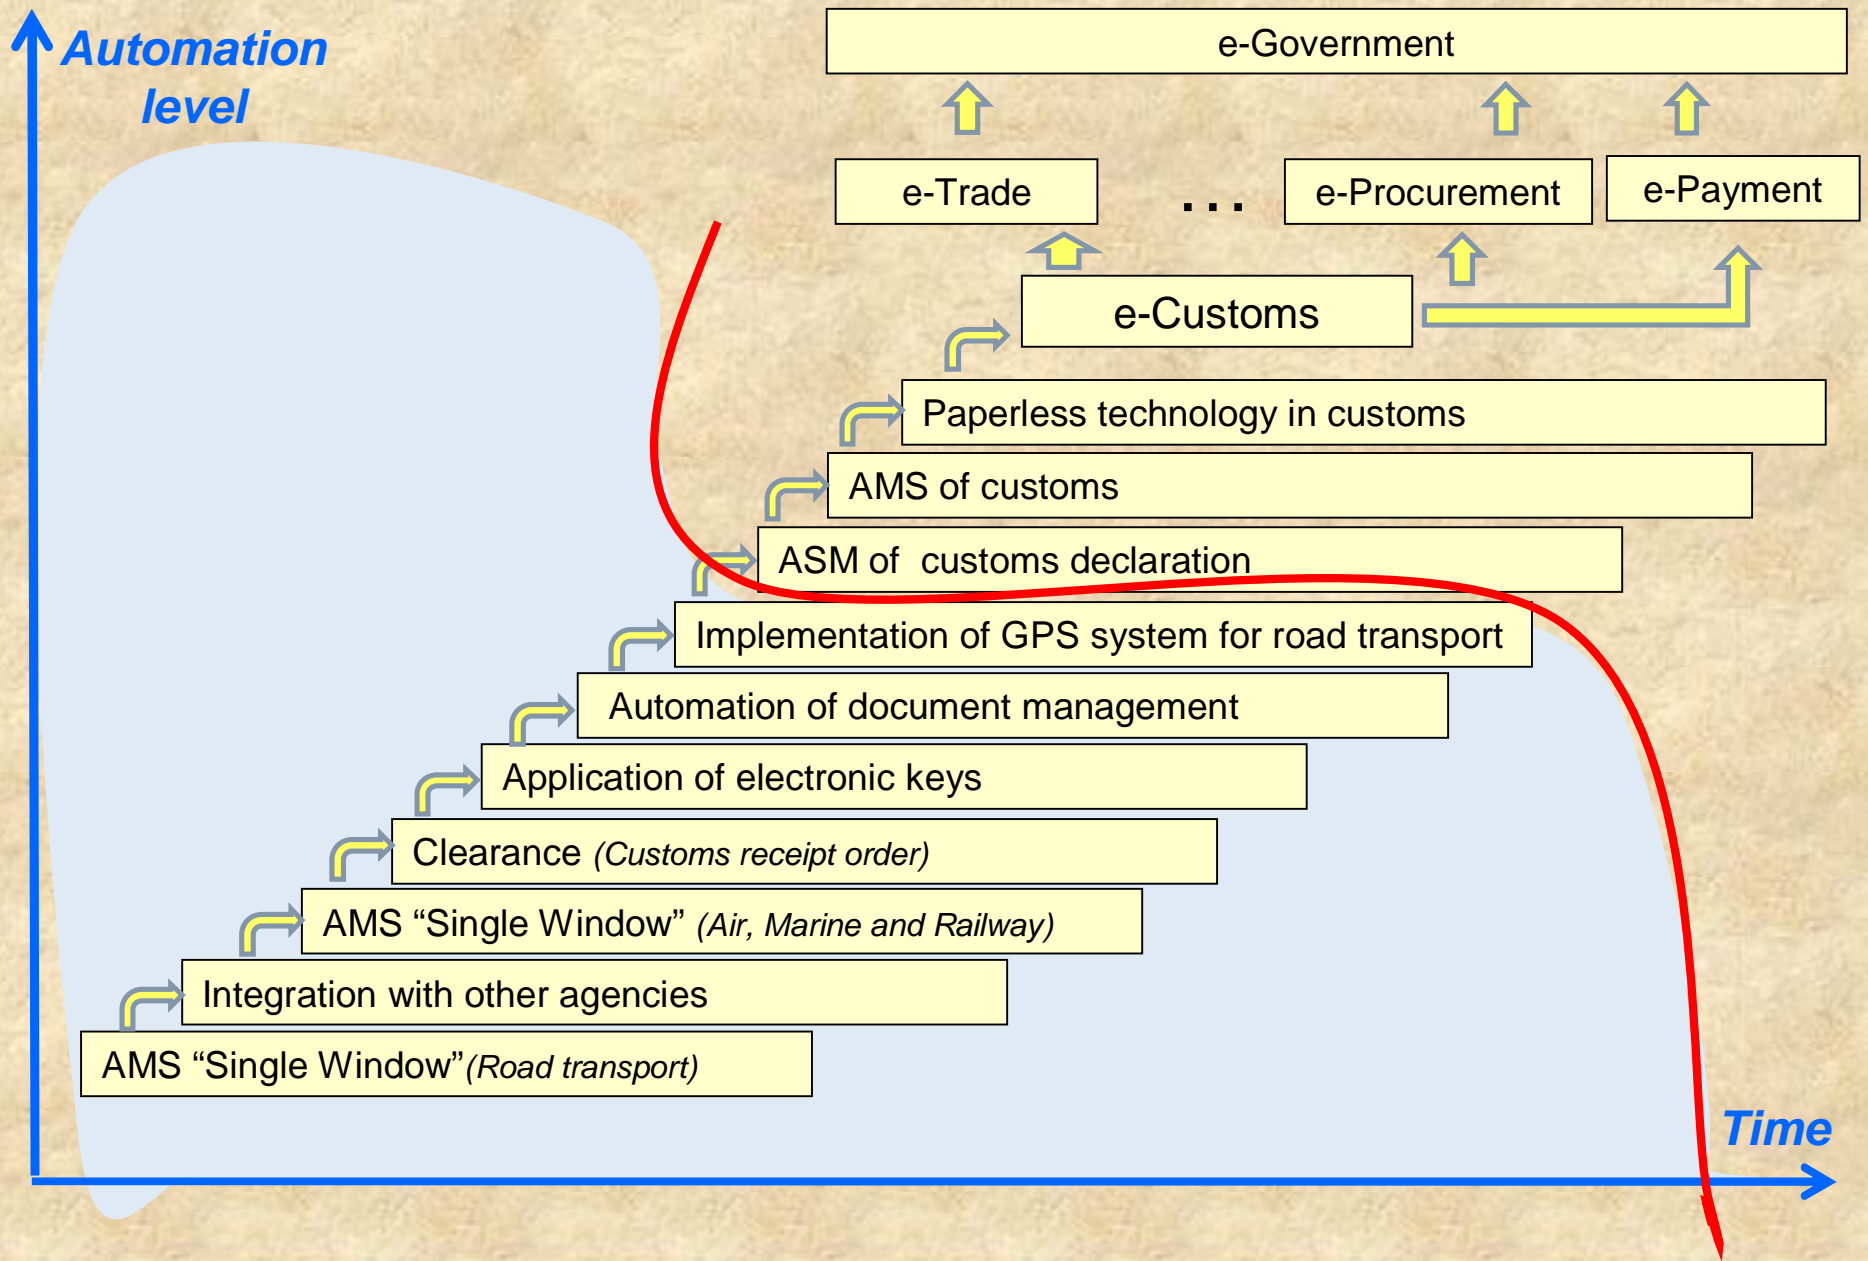 Automation
level
e-Government
e-Trade
...
e-Procurement
e-Payment
e-Customs
Paperless technology in customs
AMS of customs
ASM of customs declaration
Implementation of GPS system for road transport
Automation of document management
Application of electronic keys
Clearance (Customs receipt order)
AMS “Single Window” (Air, Marine and Railway)
Integration with other agencies
AMS “Single Window”(Road transport)
Time